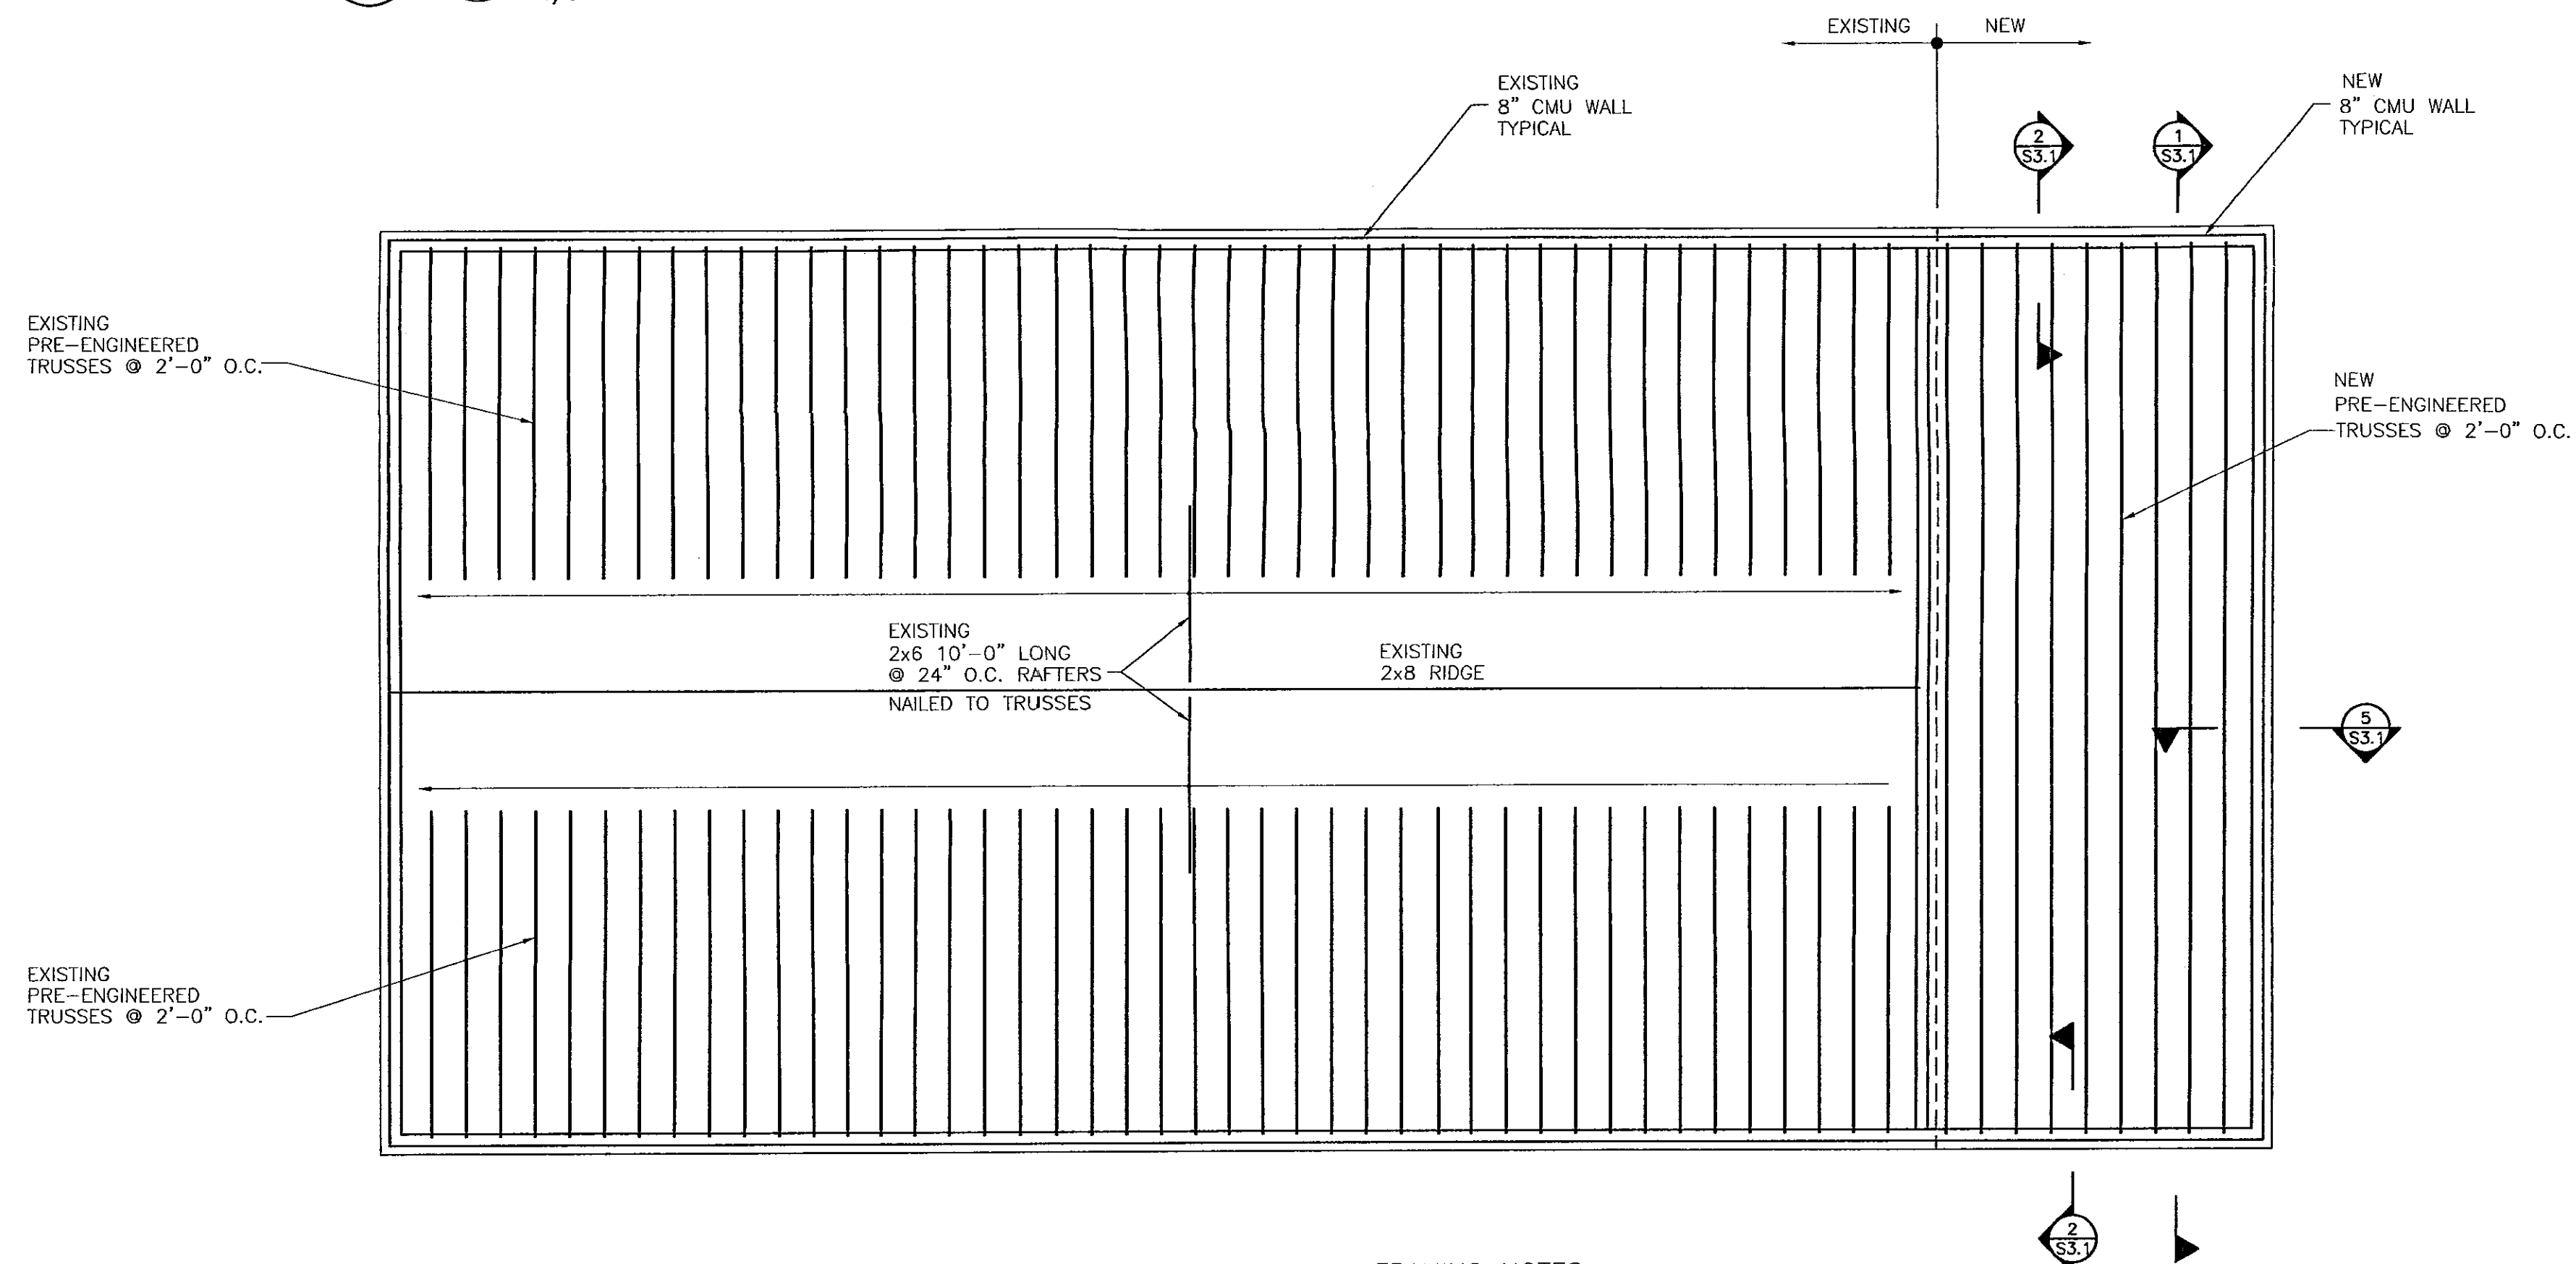 EXISTING
NEW
EXISTING
8" CMU WALL
TYPICAL
NEW
8" CMU WALL
TYPICAL
2
S3.1
1
S3.1
EXISTING
PRE-ENGINEERED
TRUSSES @ 2'-0" O.C.
NEW
PRE-ENGINEERED
TRUSSES @ 2'-0" O.C.
EXISTING
2x6 10'-0" LONG
@ 24" O.C. RAFTERS
NAILED TO TRUSSES
EXISTING
2x8 RIDGE
5
S3.1
EXISTING
PRE-ENGINEERED
TRUSSES @ 2'-0" O.C.
2
S3.1